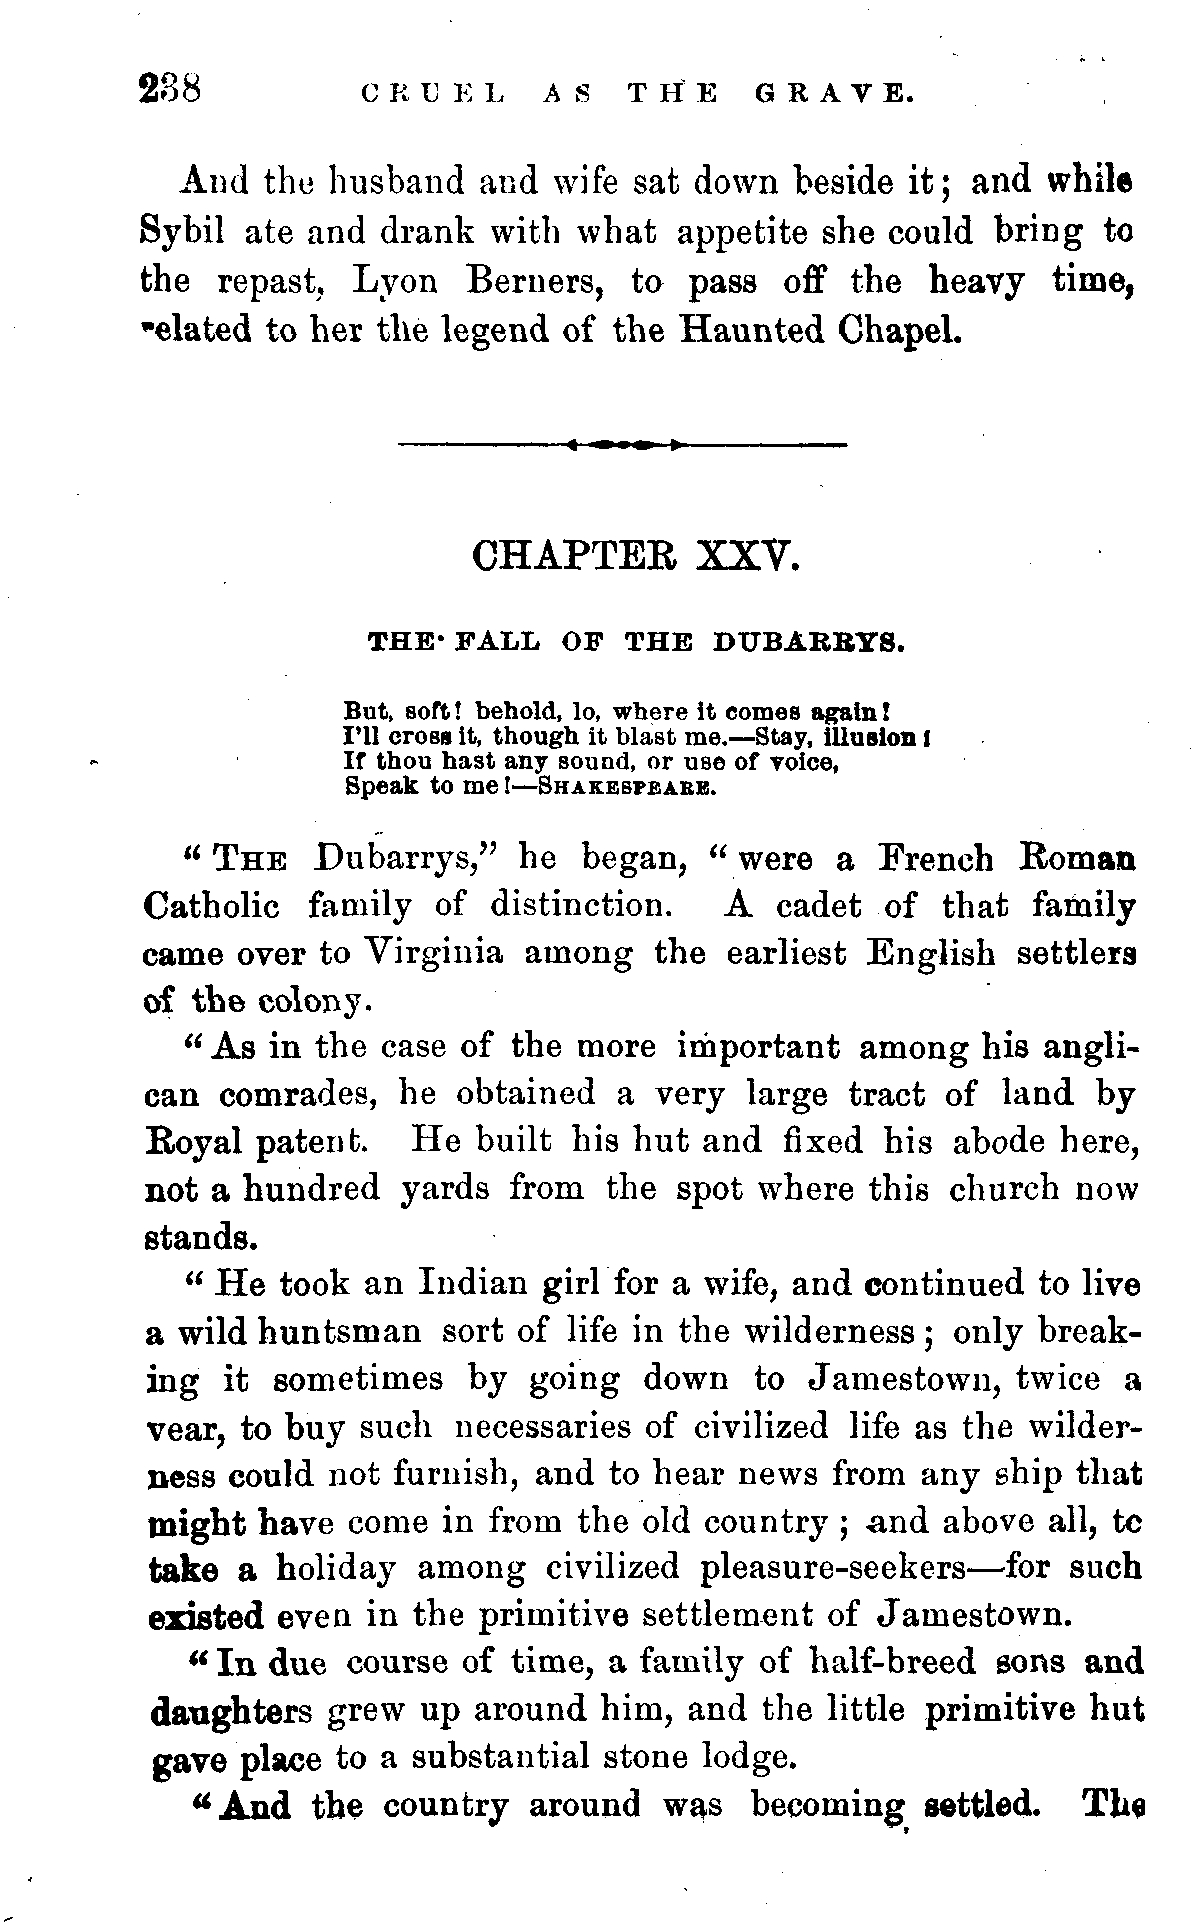 238 CRUEL AS THE GRAVE.
And the husband and wife sat down beside it; and while
Sybil ate and drank with what appetite she could bring to
the repast, Lyon Berners, to pass off the heavy time,
related to her the legend of the Haunted Chapel.
CHAPTER XXV.
THE FALL OF THE DUBARRYS.
But, soft! behold, lo, where it comes again!
I'll cross it, though it blast me.—Stay, illusion!
If thou hast any sound, or use of voice,
Speak to me!—SHAKESPEARE.
"THE Dubarrys," he began, "were a French Roman
Catholic family of distinction. A cadet of that family
came over to Virginia among the earliest English settlers
of the colony.
"As in the case of the more important among his angli-
can comrades, he obtained a very large tract of land by
Royal patent. He built his hut and fixed his abode here,
not a hundred yards from the spot where this church now
stands.
"He took an Indian girl for a wife, and continued to live
a wild huntsman sort of life in the wilderness; only break-
ing it sometimes by going down to Jamestown, twice a
year, to buy such necessaries of civilized life as the wilder-
ness could not furnish, and to hear news from any ship that
might have come in from the old country; and above all, to
take a holiday among civilized pleasure-seekers—for such
existed even in the primitive settlement of Jamestown.
"In due course of time, a family of half-breed sons and
daughters grew up around him, and the little primitive hut
gave place to a substantial stone lodge.
"And the country around was becoming settled. The